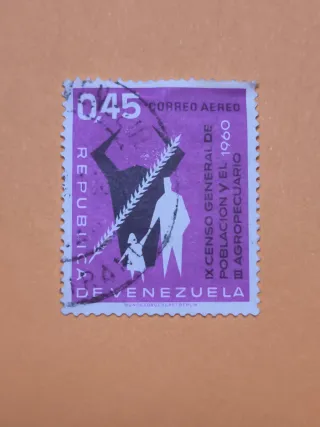 0,45 CORREO AEREO
REPUBLICA
DE VENEZUELA
IX CENSO GENERAL DE
POBLACION Y EL 1960
III AGROPECUARIO